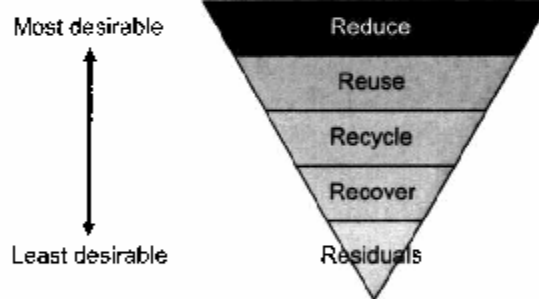 Most desirable
Reduce
Reuse
Recycle
Recover
Least desirable
Residuals